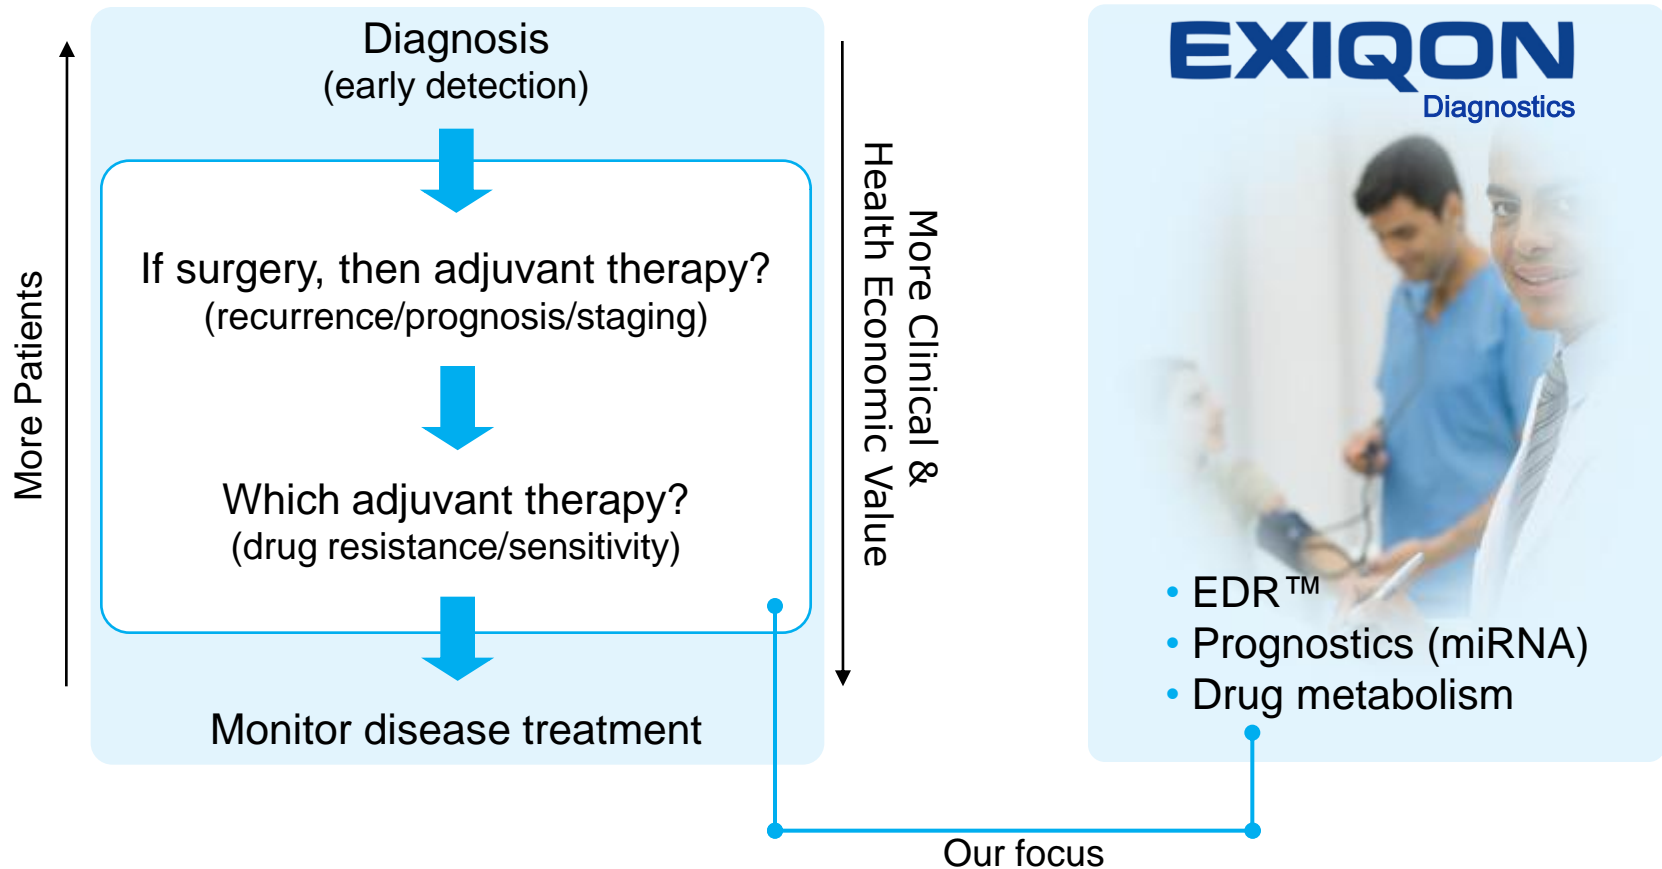 More Patients
Diagnosis
(early detection)
If surgery, then adjuvant therapy?
(recurrence/prognosis/staging)
Which adjuvant therapy?
(drug resistance/sensitivity)
Monitor disease treatment
More Clinical &
Health Economic Value
EXIQON
Diagnostics
• EDR™
• Prognostics (miRNA)
• Drug metabolism
Our focus